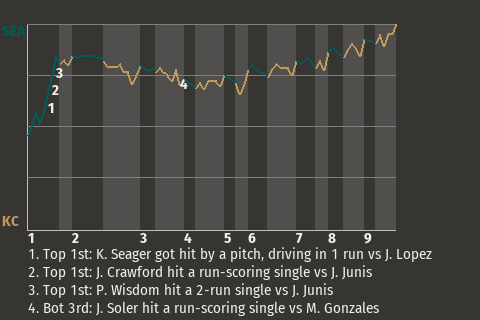 SEA
3
2
1
4
KC
1 2 3 4 5 6 7 8 9
1. Top 1st: K. Seager got hit by a pitch, driving in 1 run vs J. Lopez
2. Top 1st: J. Crawford hit a run-scoring single vs J. Junis
3. Top 1st: P. Wisdom hit a 2-run single vs J. Junis
4. Bot 3rd: J. Soler hit a run-scoring single vs M. Gonzales